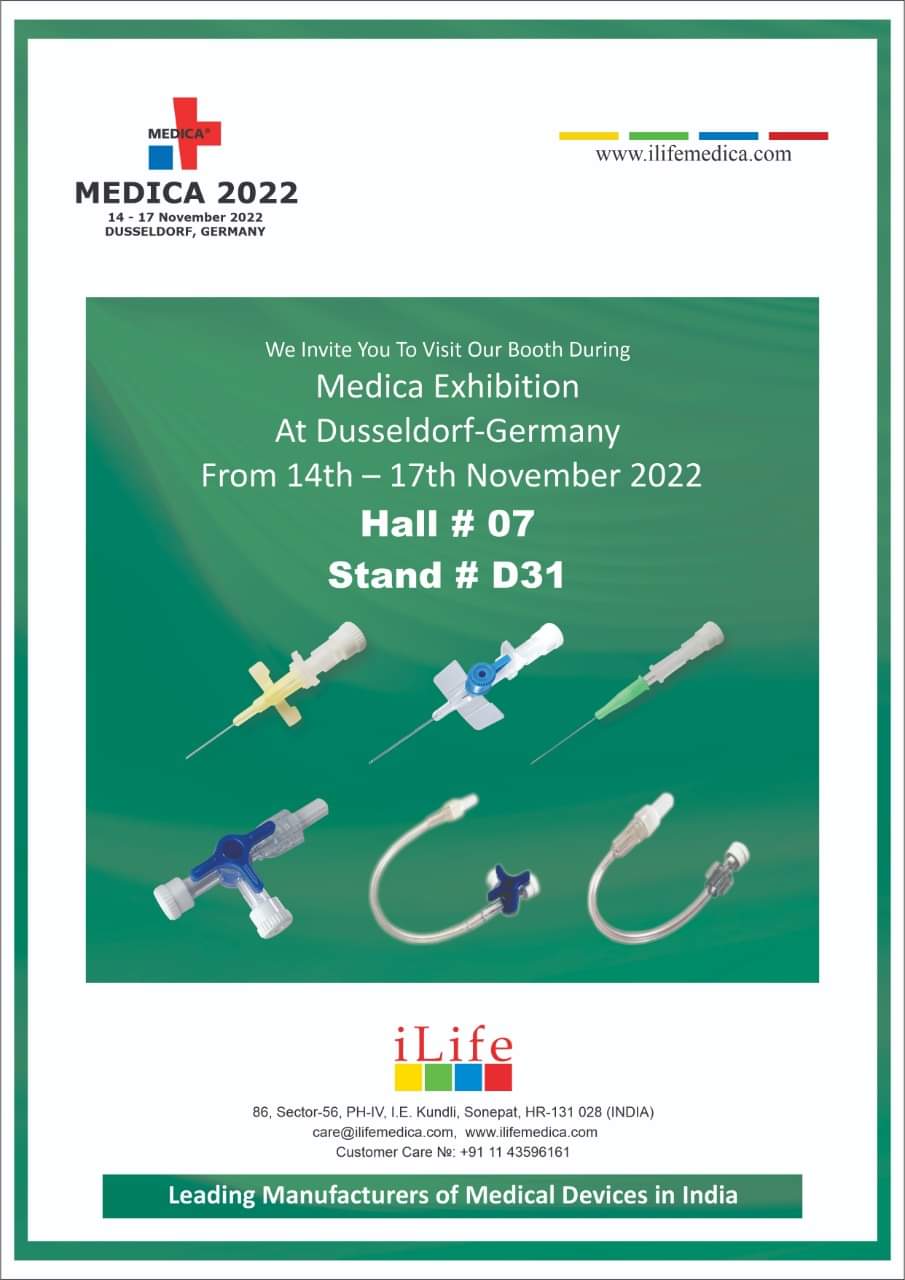 MEDICA®
MEDICA 2022
14 - 17 November 2022
DUSSELDORF, GERMANY
www.ilifemedica.com
We Invite You To Visit Our Booth During
Medica Exhibition
At Dusseldorf-Germany
From 14th – 17th November 2022
Hall # 07
Stand # D31
iLife
86, Sector-56, PH-IV, I.E. Kundli, Sonepat, HR-131 028 (INDIA)
care@ilifemedica.com, www.ilifemedica.com
Customer Care №: +91 11 43596161
Leading Manufacturers of Medical Devices in India